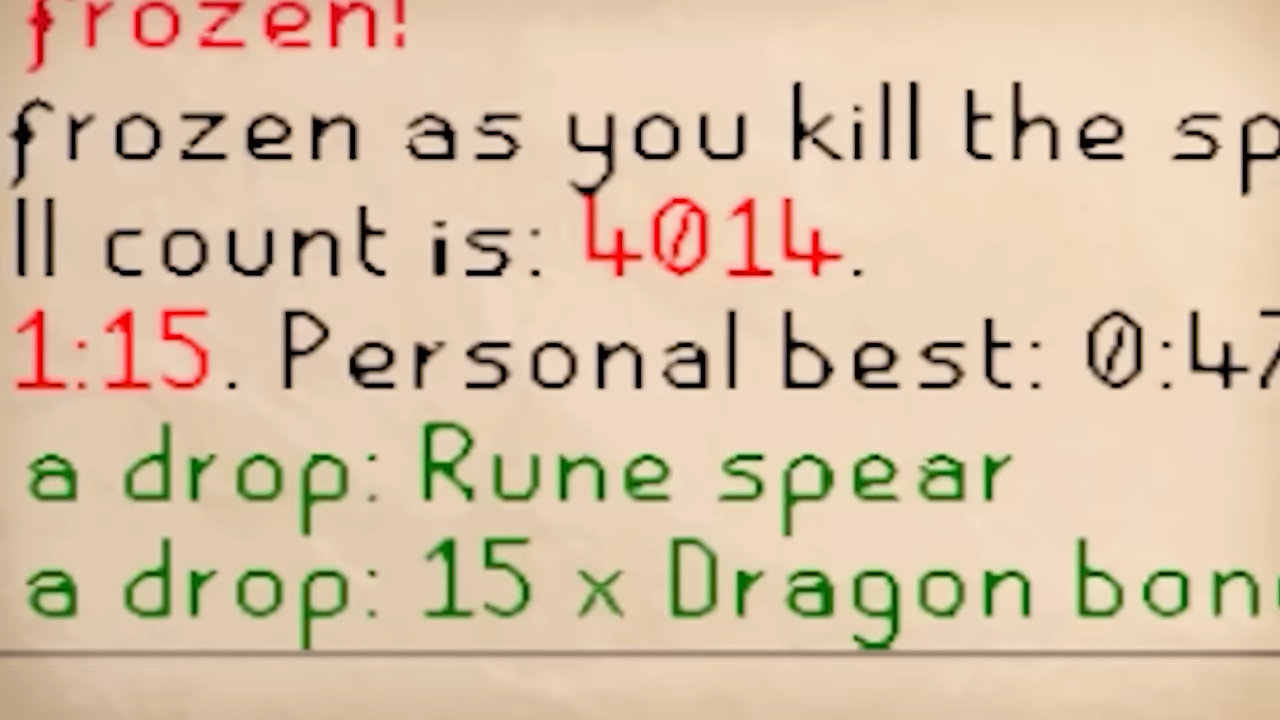 frozen!
frozen as you kill the sp
ll count is: 4014.
1:15. Personal best: 0:47
a drop: Rune spear
a drop: 15 x Dragon bon